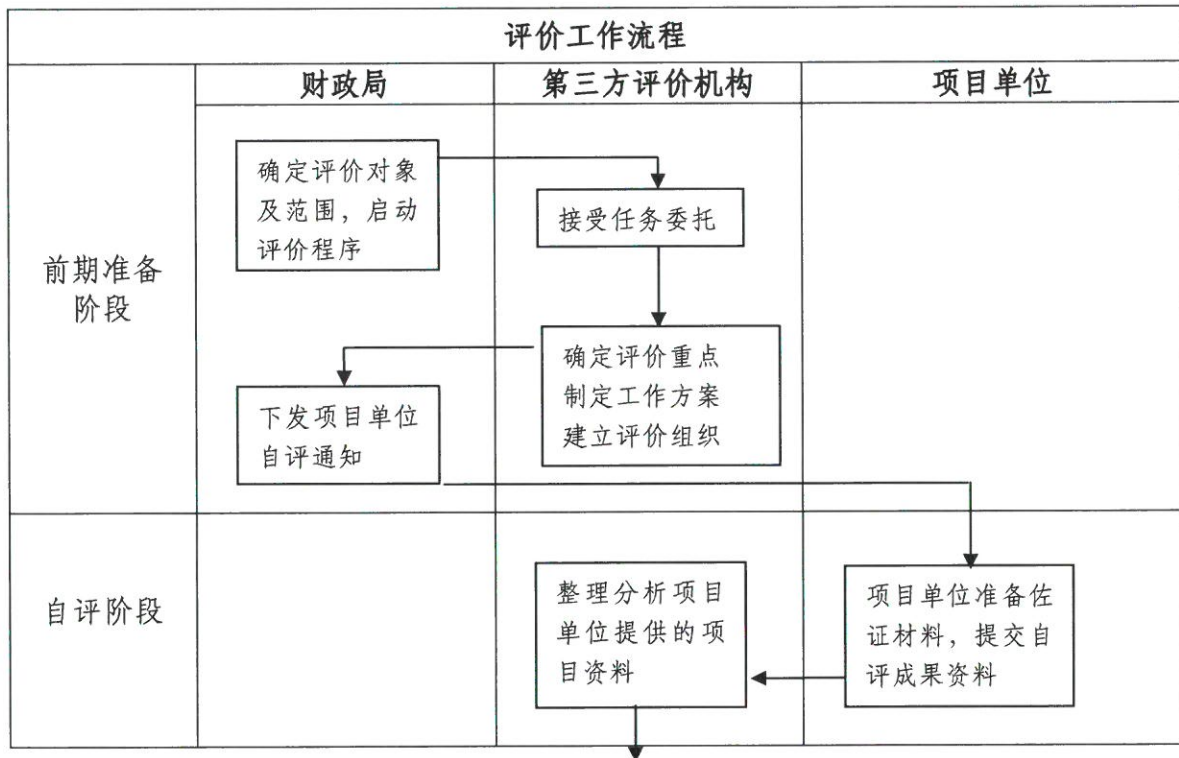 评价工作流程
财政局
第三方评价机构
项目单位
前期准备
阶段
确定评价对象
及范围，启动
评价程序
接受任务委托
确定评价重点
制定工作方案
建立评价组织
下发项目单位
自评通知
自评阶段
整理分析项目
单位提供的项
目资料
项目单位准备佐
证材料，提交自
评成果资料